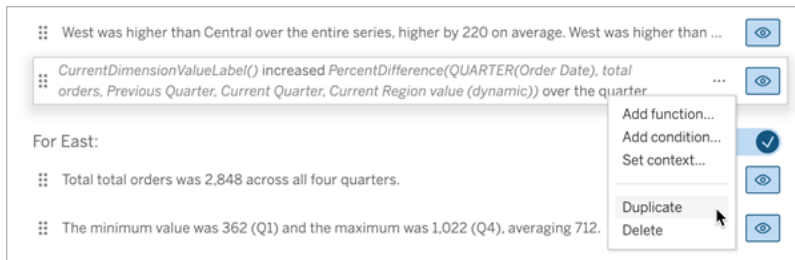 West was higher than Central over the entire series, higher by 220 on average. West was higher than ...
CurrentDimensionValueLabel() increased PercentDifference(QUARTER(Order Date), total
orders, Previous Quarter, Current Quarter, Current Region value (dynamic)) over the quarter
...
Add function...
Add condition...
Set context...
Duplicate
Delete
For East:
Total total orders was 2,848 across all four quarters.
The minimum value was 362 (Q1) and the maximum was 1,022 (Q4), averaging 712.